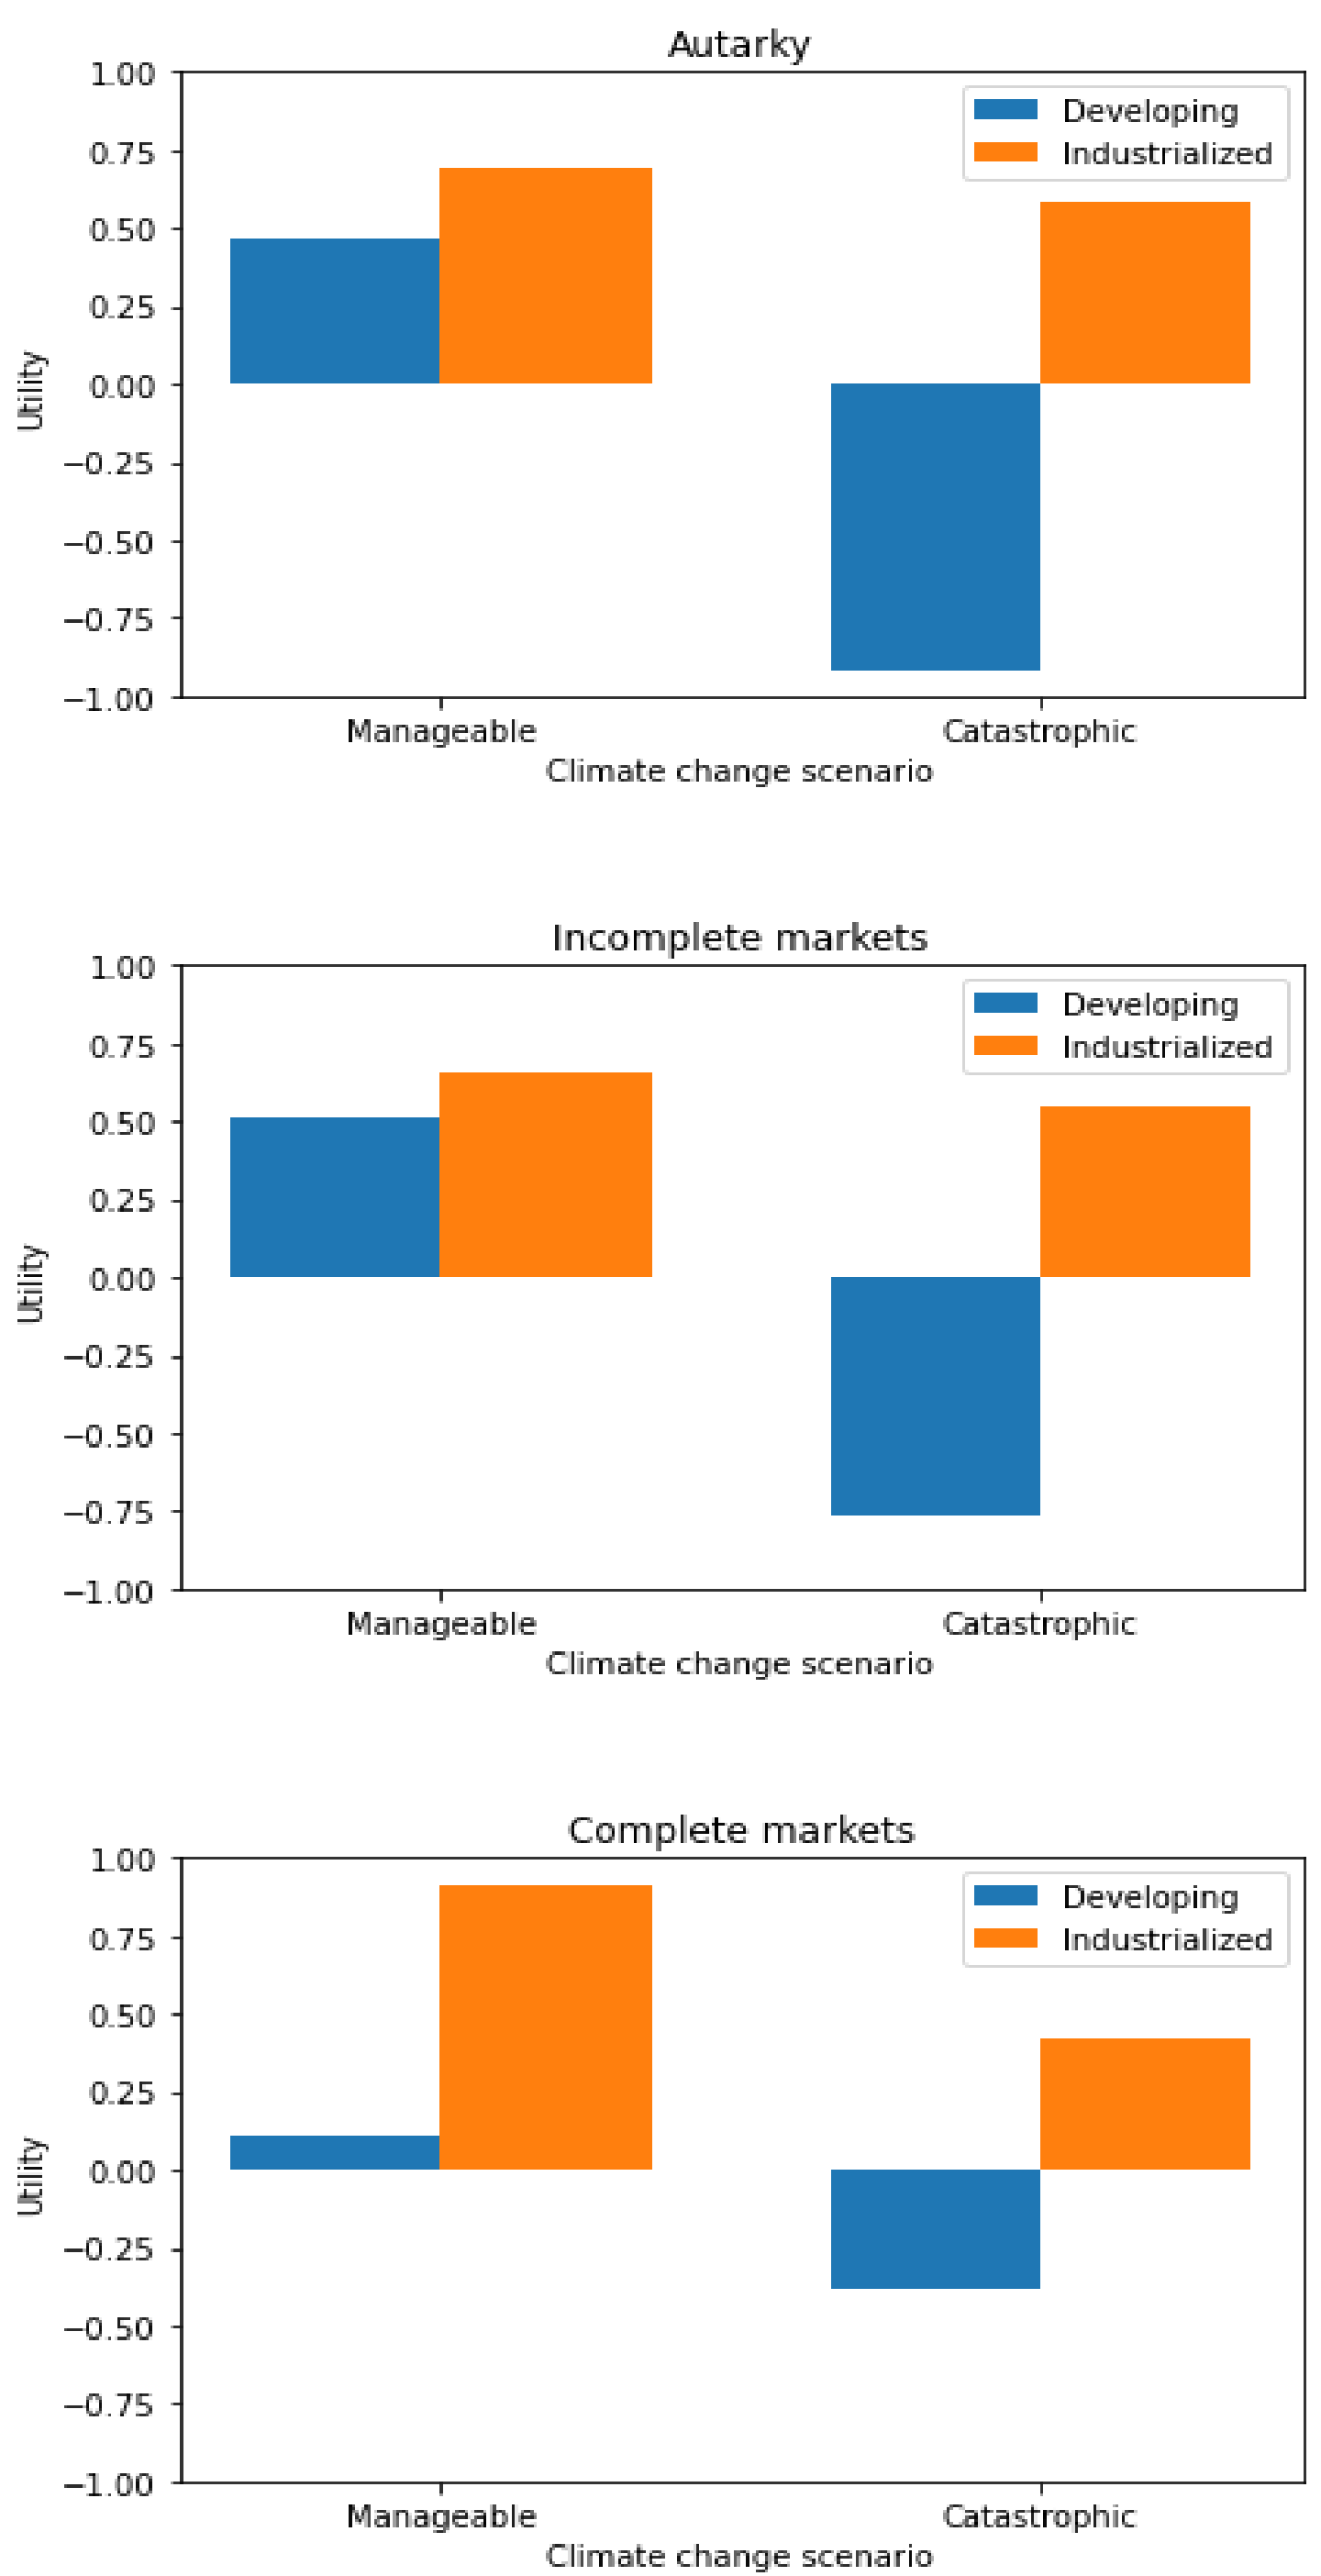 Autarky
1.00
0.75
0.50
0.25
0.00
−0.25
−0.50
−0.75
−1.00
Utility
Developing
Industrialized
Manageable
Catastrophic
Climate change scenario
Incomplete markets
1.00
0.75
0.50
0.25
0.00
−0.25
−0.50
−0.75
−1.00
Utility
Developing
Industrialized
Manageable
Catastrophic
Climate change scenario
Complete markets
1.00
0.75
0.50
0.25
0.00
−0.25
−0.50
−0.75
−1.00
Utility
Developing
Industrialized
Manageable
Catastrophic
Climate change scenario